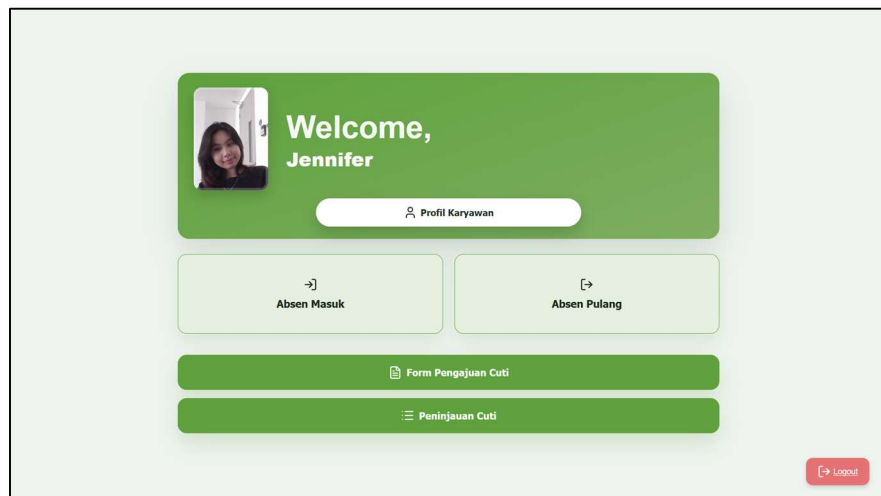 Welcome,
Jennifer
Profil Karyawan
Absen Masuk
Absen Pulang
Form Pengajuan Cuti
Peninjauan Cuti
Logout